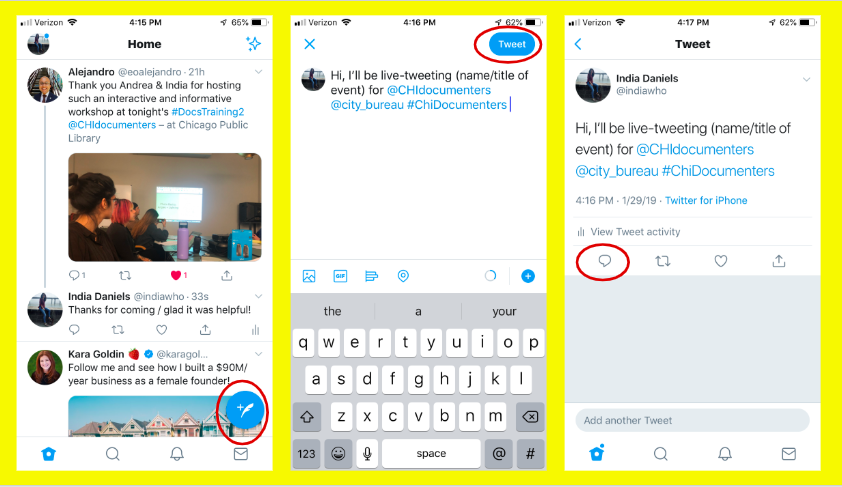 Verizon 4:15 PM 65%
Home
Alejandro @eoalejandro · 21h
Thank you Andrea & India for hosting
such an interactive and informative
workshop at tonight's #DocsTraining2
@CHIdocumenters – at Chicago Public
Library
1 1
India Daniels @indiawho · 33s
Thanks for coming / glad it was helpful!
Kara Goldin 🍓 @karagol...
Follow me and see how I built a $90M/
year business as a female founder!
Verizon 4:16 PM 62%
Tweet
Hi, I'll be live-tweeting (name/title of
event) for @CHIdocumenters
@city_bureau #ChiDocumenters
GIF
the a your
q w e r t y u i o p
a s d f g h j k l
z x c v b n m
123 space @ #
Verizon 4:17 PM 62%
Tweet
India Daniels
@indiawho
Hi, I'll be live-tweeting (name/title of
event) for @CHIdocumenters
@city_bureau #ChiDocumenters
4:16 PM · 1/29/19 · Twitter for iPhone
View Tweet activity
Add another Tweet